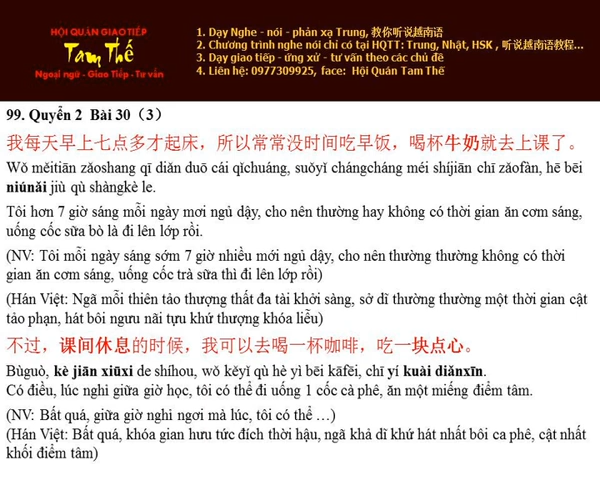 HỘI QUÁN GIAO TIẾP
Tam Thế
Ngoại ngữ - Giao Tiếp - Tư vấn
1. Dạy Nghe - nói - phản xạ Trung, 教你听说越南语
2. Chương trình nghe nói chỉ có tại HQTT: Trung, Nhật, HSK , 听说越南语教程...
3. Dạy giao tiếp - ứng xử - tư vấn theo các chủ đề
4. Liên hệ: 0977309925, face: Hội Quán Tam Thế
99. Quyển 2 Bài 30（3）
我每天早上七点多才起床，所以常常没时间吃早饭，喝杯牛奶就去上课了。
Wǒ měitiān zǎoshang qī diǎn duō cái qǐchuáng, suǒyǐ chángcháng méi shíjiān chī zǎofàn, hē bēi
niúnǎi jiù qù shàngkè le.
Tôi hơn 7 giờ sáng mỗi ngày mơi ngủ dậy, cho nên thường hay không có thời gian ăn cơm sáng,
uống cốc sữa bò là đi lên lớp rồi.
(NV: Tôi mỗi ngày sáng sớm 7 giờ nhiều mới ngủ dậy, cho nên thường thường không có thời
gian ăn cơm sáng, uống cốc trà sữa thì đi lên lớp rồi)
(Hán Việt: Ngã mỗi thiên tảo thượng thất đa tài khởi sàng, sở dĩ thường thường một thời gian cật
tảo phạn, hát bôi ngưu nãi tựu khứ thượng khóa liễu)
不过，课间休息的时候，我可以去喝一杯咖啡，吃一块点心。
Bùguò, kè jiān xiūxi de shíhou, wǒ kěyǐ qù hè yì bēi kāfēi, chī yí kuài diǎnxīn.
Có điều, lúc nghỉ giữa giờ học, tôi có thể đi uống 1 cốc cà phê, ăn một miếng điểm tâm.
(NV: Bất quá, giữa giờ nghỉ ngơi mà lúc, tôi có thể …)
(Hán Việt: Bất quá, khóa gian hưu tức đích thời hậu, ngã khả dĩ khứ hát nhất bôi ca phê, cật nhất
khối điểm tâm)